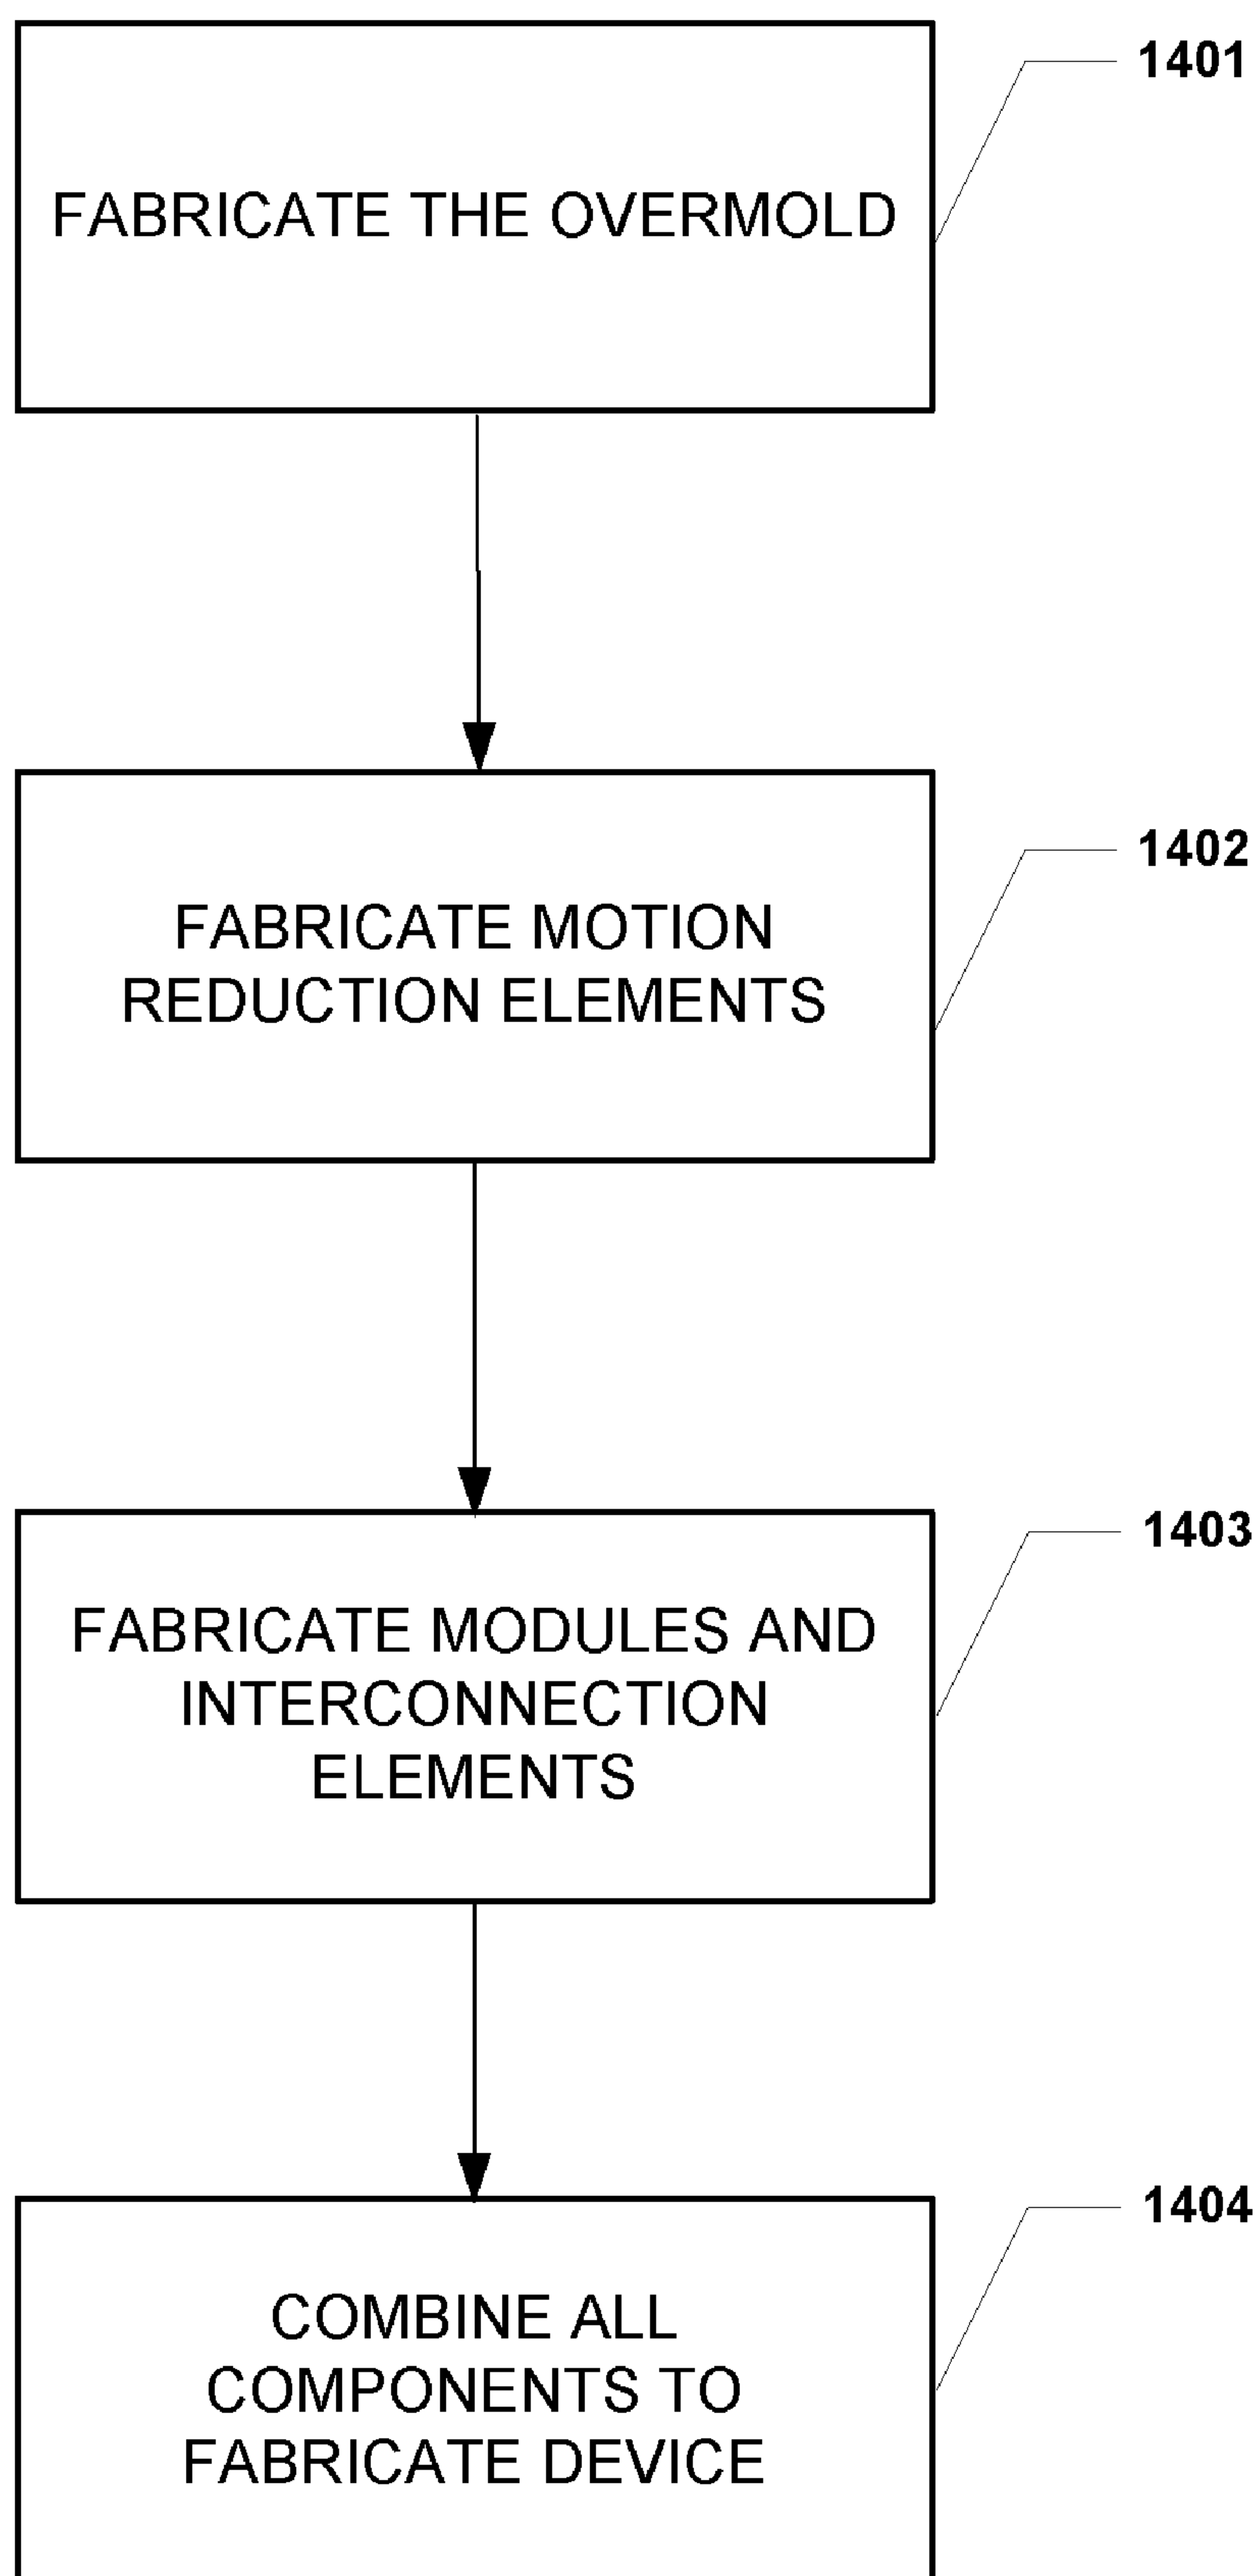 1401
FABRICATE THE OVERMOLD
1402
FABRICATE MOTION
REDUCTION ELEMENTS
1403
FABRICATE MODULES AND
INTERCONNECTION
ELEMENTS
1404
COMBINE ALL
COMPONENTS TO
FABRICATE DEVICE